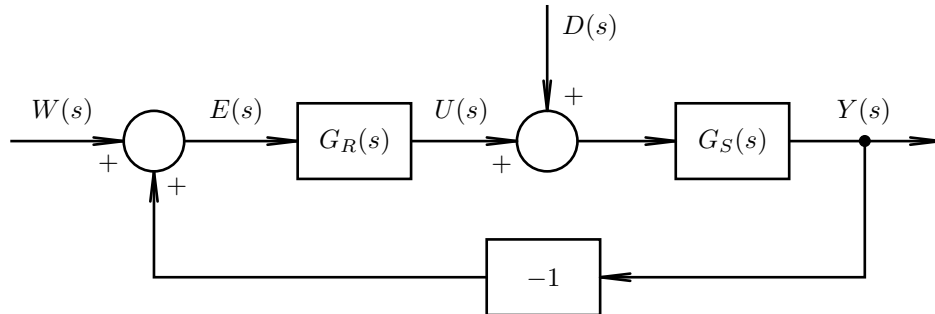 D(s)
W(s) E(s) U(s) + Y(s)
G_R(s) G_S(s)
+ + +
−1